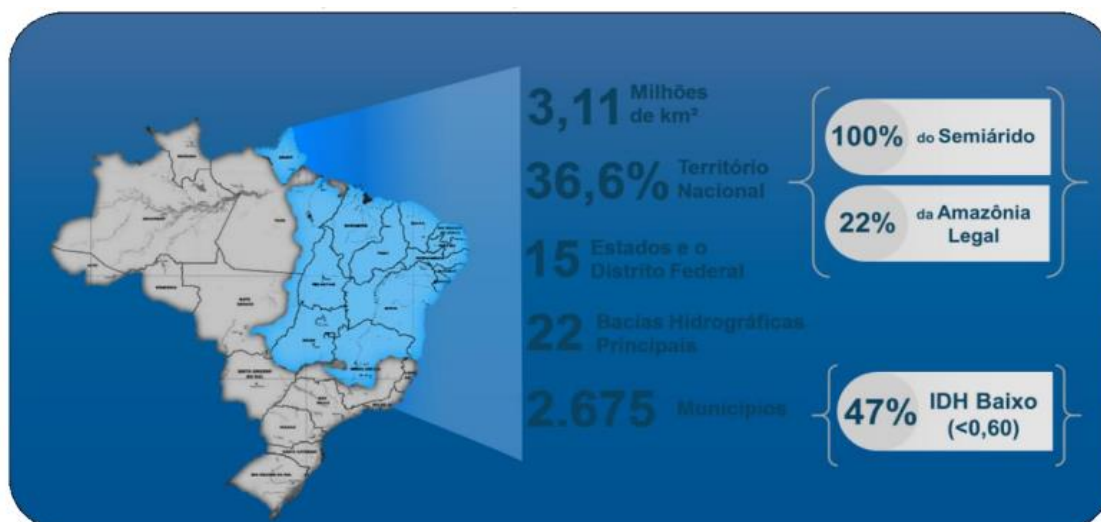 3,11 Milhões
de km²
36,6% Território
Nacional
15 Estados e o
Distrito Federal
22 Bacias Hidrográficas
Principais
2.675 Municípios
100% do Semiárido
22% da Amazônia
Legal
47% IDH Baixo
(<0,60)